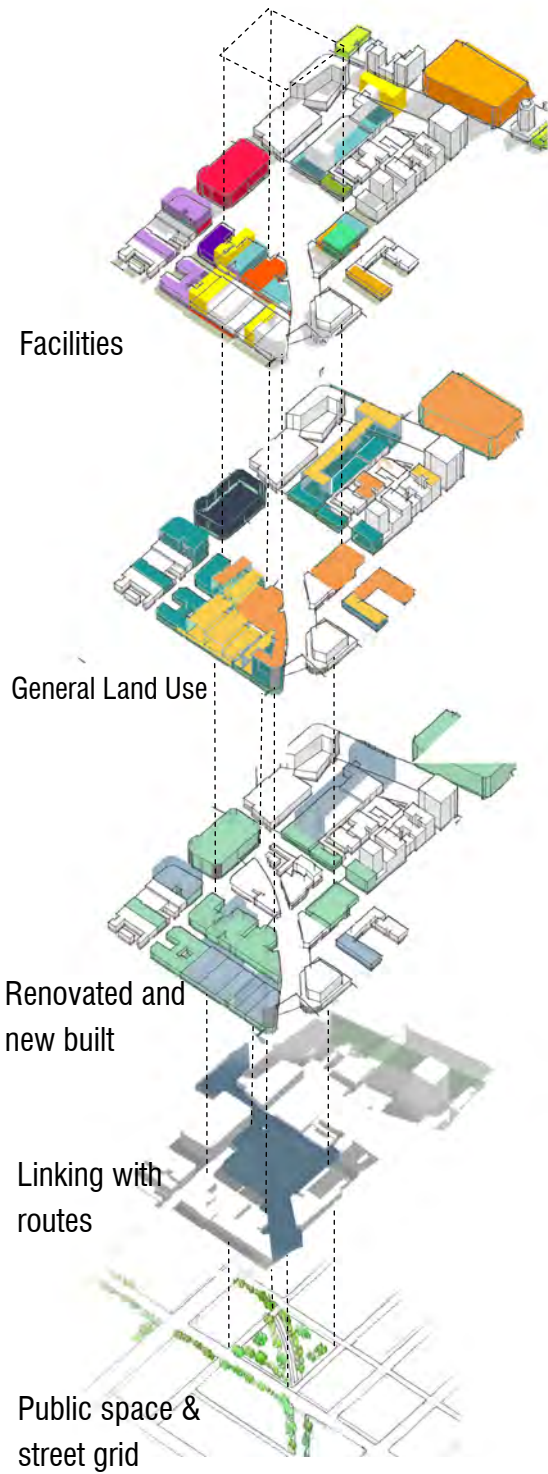 Facilities
General Land Use
Renovated and
new built
Linking with
routes
Public space &
street grid